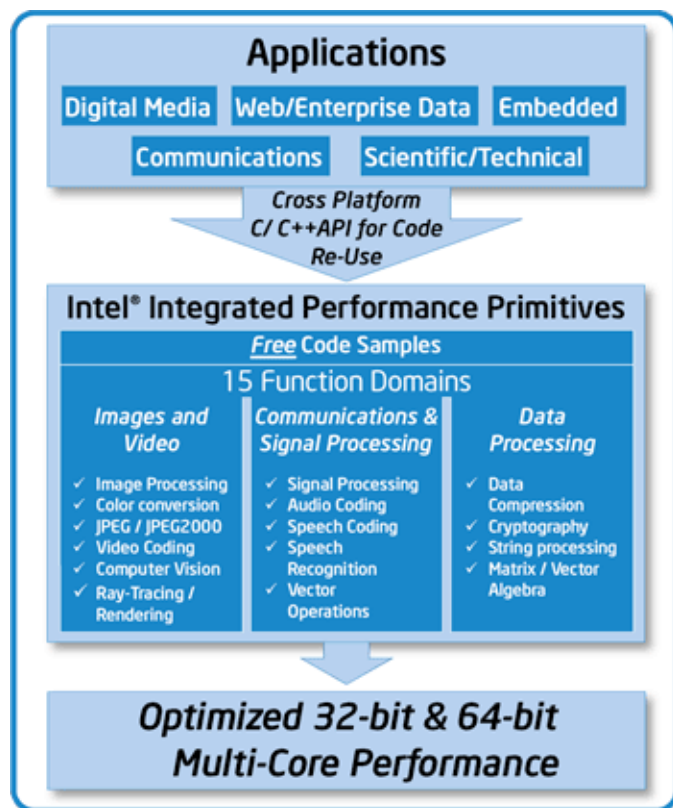 Applications
Digital Media Web/Enterprise Data Embedded
Communications Scientific/Technical
Cross Platform
C/ C++API for Code
Re-Use
Intel® Integrated Performance Primitives
Free Code Samples
15 Function Domains
Images and
Video
✓ Image Processing
✓ Color conversion
✓ JPEG / JPEG2000
✓ Video Coding
✓ Computer Vision
✓ Ray-Tracing /
Rendering
Communications &
Signal Processing
✓ Signal Processing
✓ Audio Coding
✓ Speech Coding
✓ Speech
Recognition
✓ Vector
Operations
Data
Processing
✓ Data
Compression
✓ Cryptography
✓ String processing
✓ Matrix / Vector
Algebra
Optimized 32-bit & 64-bit
Multi-Core Performance